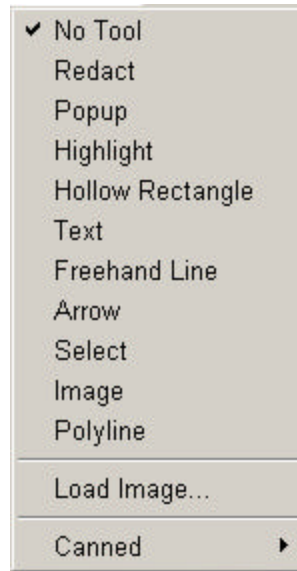 No Tool
Redact
Popup
Highlight
Hollow Rectangle
Text
Freehand Line
Arrow
Select
Image
Polyline
Load Image...
Canned